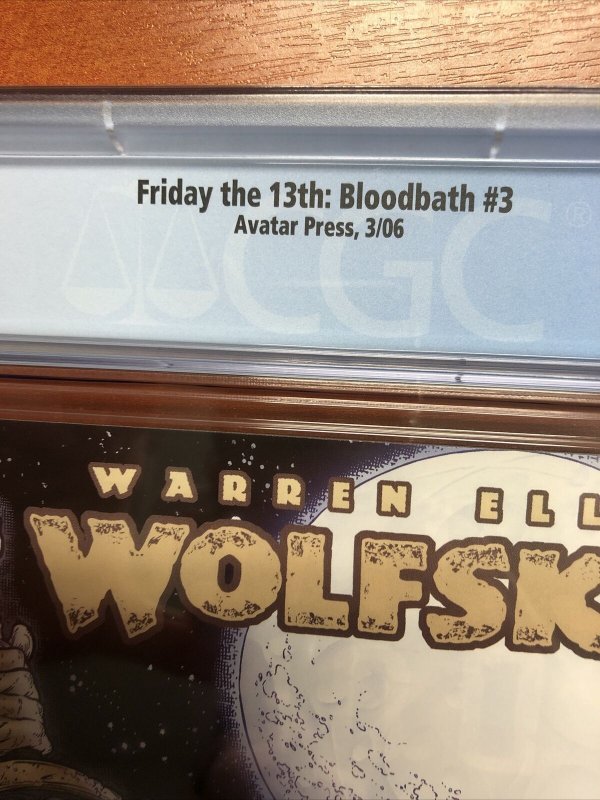 Friday the 13th: Bloodbath #3
Avatar Press, 3/06
CGC ®
WARREN ELL
WOLFSK